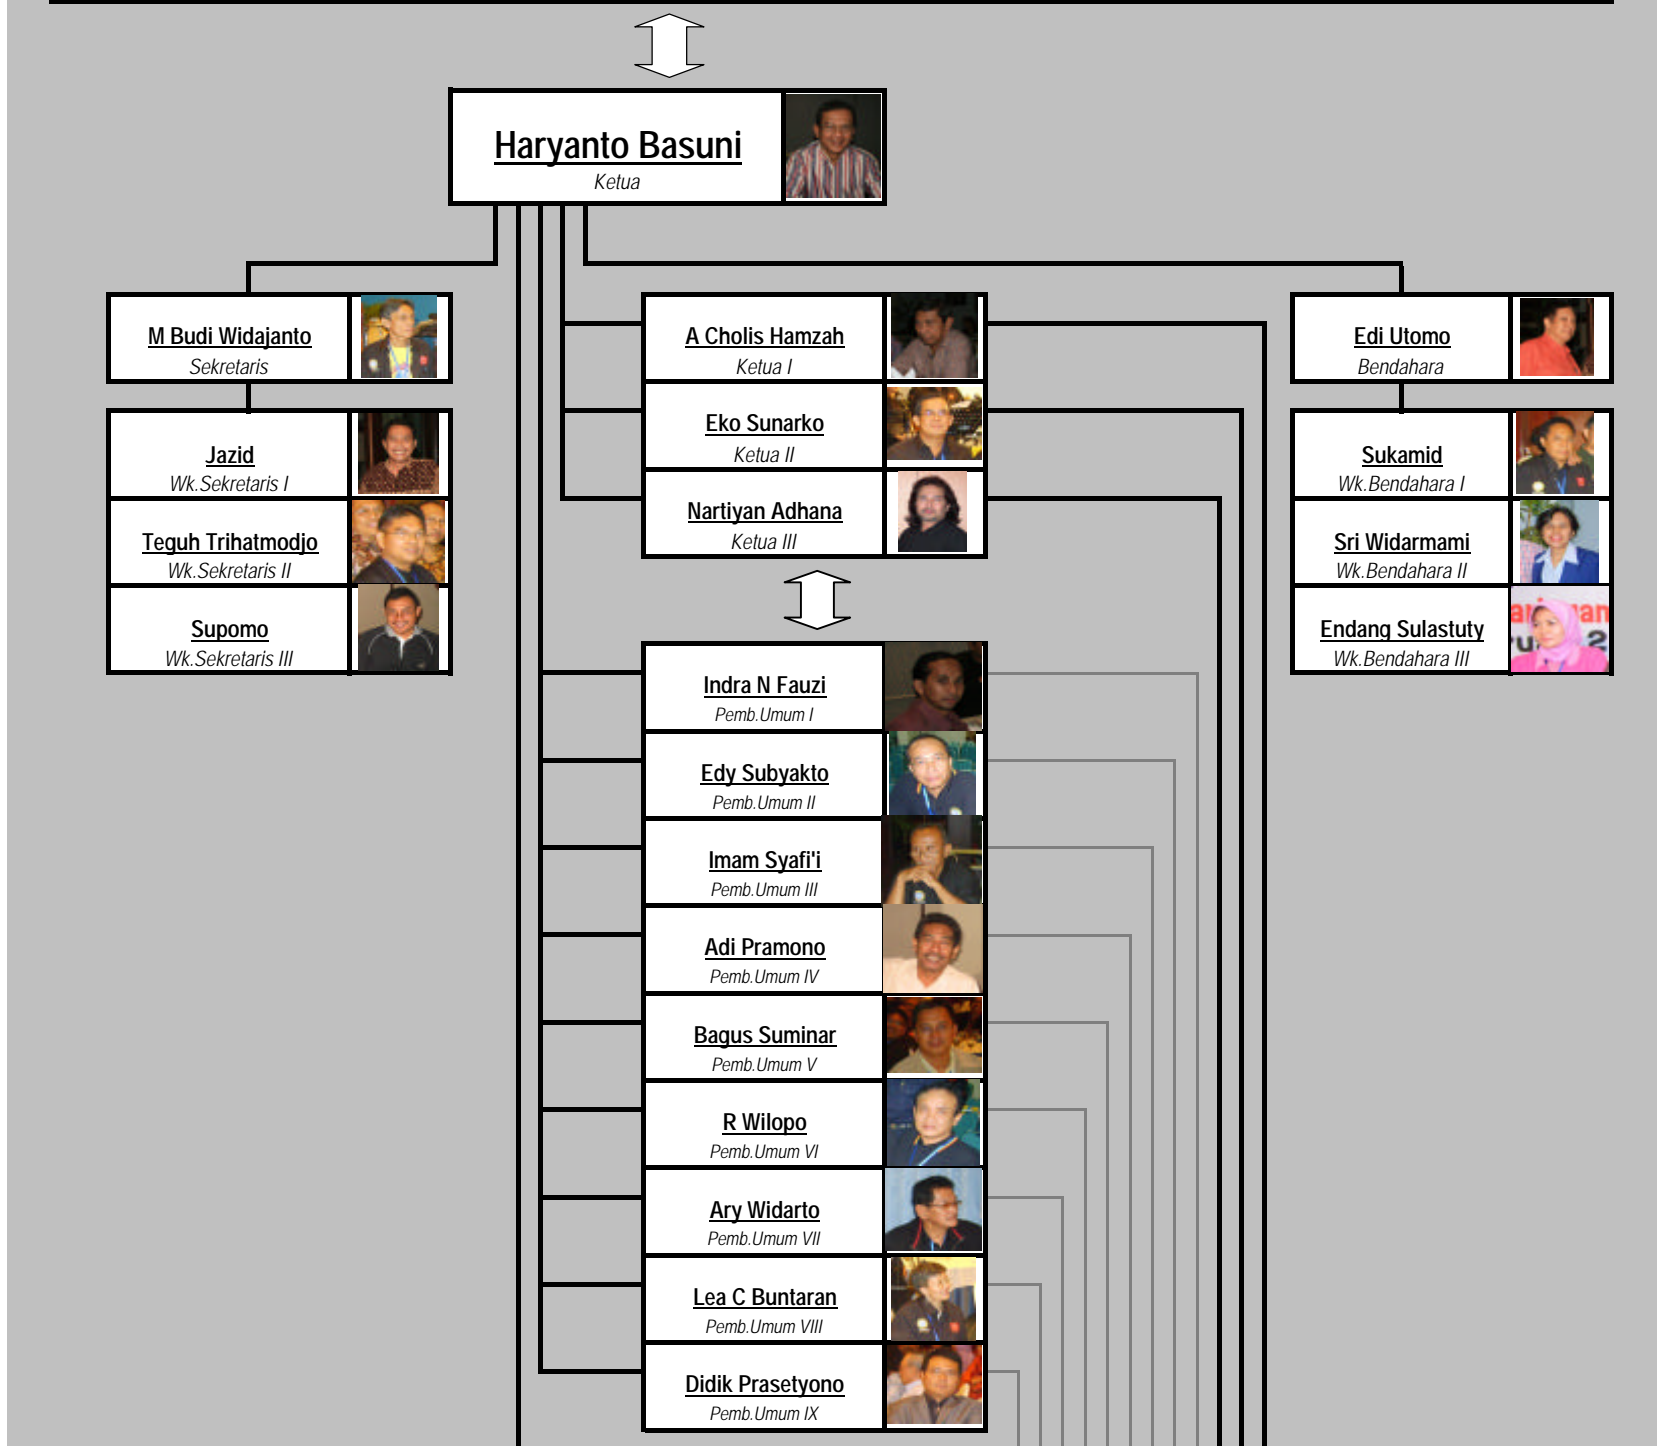 Haryanto Basuni
Ketua
M Budi Widajanto
Sekretaris
Jazid
Wk.Sekretaris I
Teguh Trihatmodjo
Wk.Sekretaris II
Supomo
Wk.Sekretaris III
A Cholis Hamzah
Ketua I
Eko Sunarko
Ketua II
Nartiyan Adhana
Ketua III
Edi Utomo
Bendahara
Sukamid
Wk.Bendahara I
Sri Widarmami
Wk.Bendahara II
Endang Sulastuty
Wk.Bendahara III
Indra N Fauzi
Pemb.Umum I
Edy Subyakto
Pemb.Umum II
Imam Syafi'i
Pemb.Umum III
Adi Pramono
Pemb.Umum IV
Bagus Suminar
Pemb.Umum V
R Wilopo
Pemb.Umum VI
Ary Widarto
Pemb.Umum VII
Lea C Buntaran
Pemb.Umum VIII
Didik Prasetyono
Pemb.Umum IX